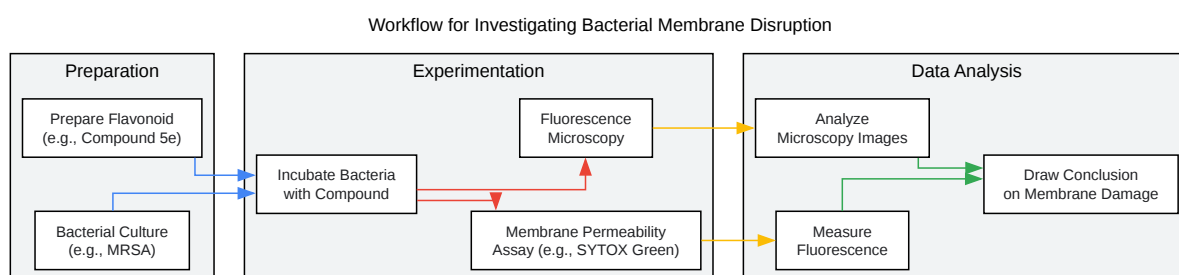 Workflow for Investigating Bacterial Membrane Disruption
Preparation
Prepare Flavonoid
(e.g., Compound 5e)
Bacterial Culture
(e.g., MRSA)
Experimentation
Incubate Bacteria
with Compound
Fluorescence
Microscopy
Membrane Permeability
Assay (e.g., SYTOX Green)
Data Analysis
Analyze
Microscopy Images
Measure
Fluorescence
Draw Conclusion
on Membrane Damage